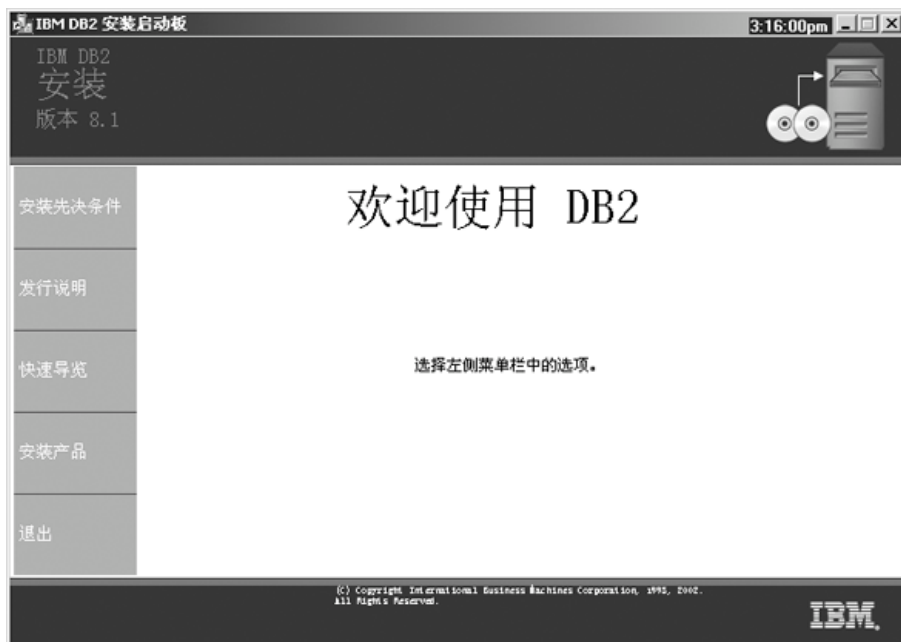 IBM DB2 安装启动板
3:16:00pm
IBM DB2
安装
版本 8.1
安装先决条件
发行说明
快速导览
安装产品
退出
欢迎使用 DB2
选择左侧菜单栏中的选项。
(C) Copyright International Business Machines Corporation, 1993, 2002.
All Rights Reserved.
IBM.